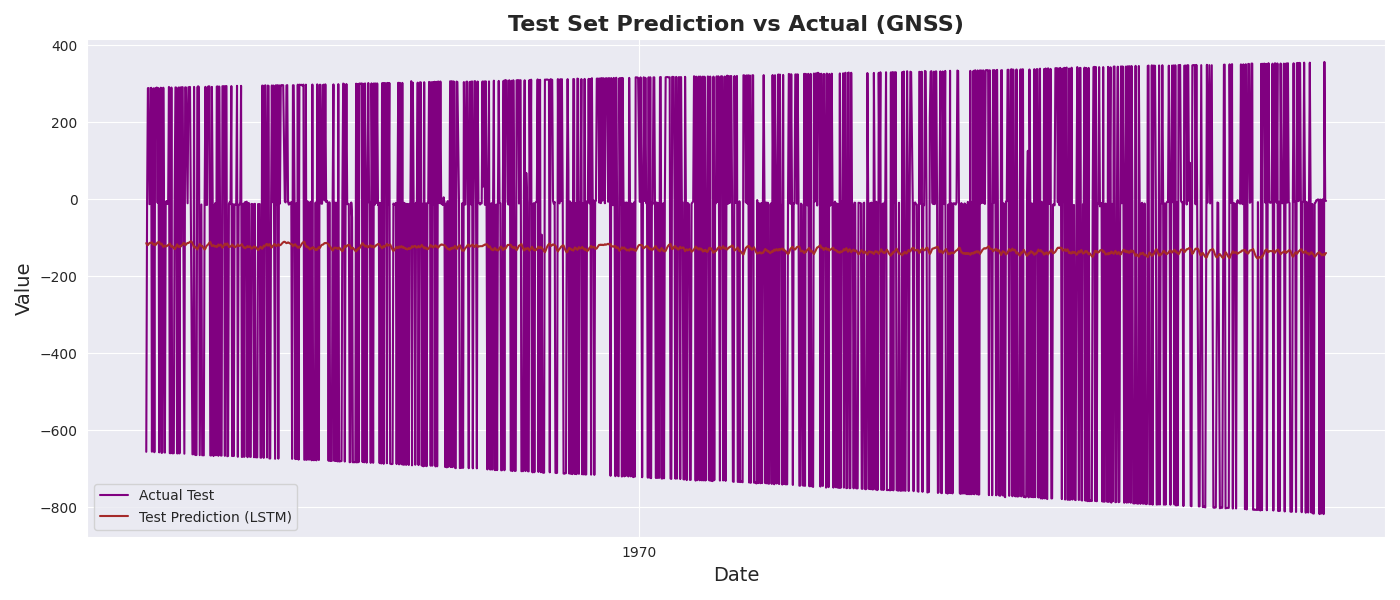 Test Set Prediction vs Actual (GNSS)
400
200
0
−200
−400
−600
−800
Value
Actual Test
Test Prediction (LSTM)
1970
Date